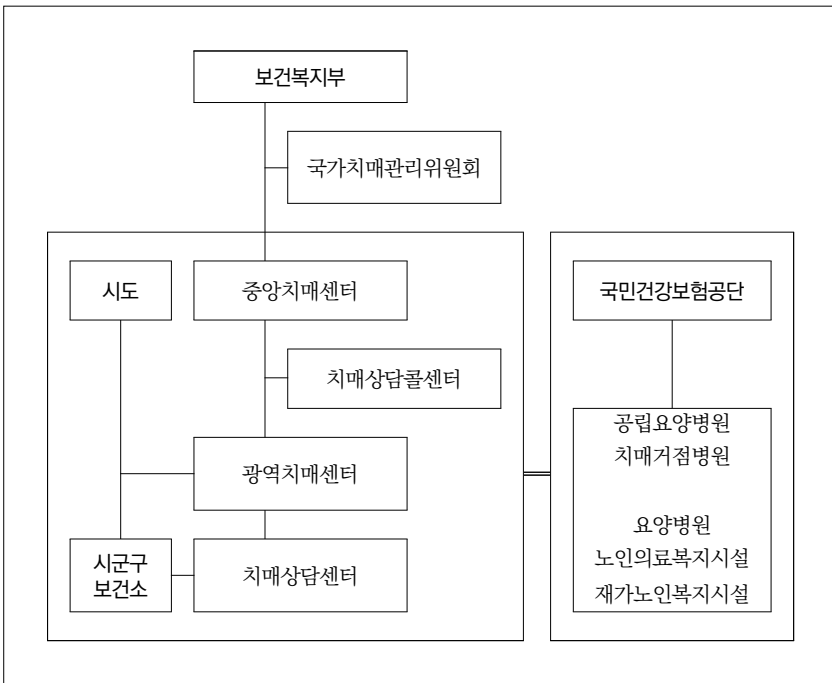 보건복지부
국가치매관리위원회
시도
중앙치매센터
치매상담콜센터
광역치매센터
시군구
보건소
치매상담센터
국민건강보험공단
공립요양병원
치매거점병원
요양병원
노인의료복지시설
재가노인복지시설